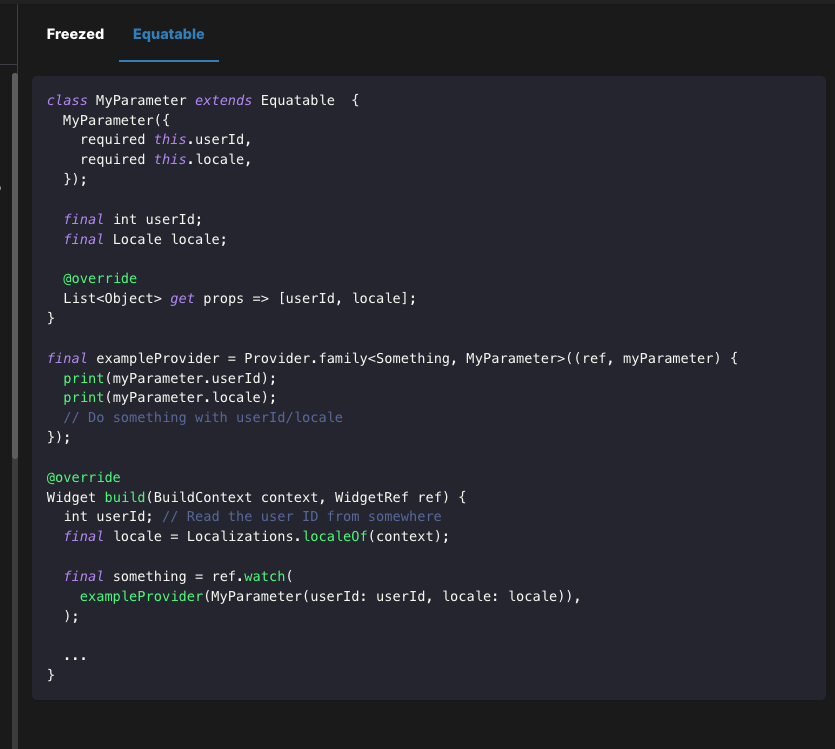 Freezed Equatable
class MyParameter extends Equatable  {
  MyParameter({
    required this.userId,
    required this.locale,
  });

  final int userId;
  final Locale locale;

  @override
  List<Object> get props => [userId, locale];
}

final exampleProvider = Provider.family<Something, MyParameter>((ref, myParameter) {
  print(myParameter.userId);
  print(myParameter.locale);
  // Do something with userId/locale
});

@override
Widget build(BuildContext context, WidgetRef ref) {
  int userId; // Read the user ID from somewhere
  final locale = Localizations.localeOf(context);

  final something = ref.watch(
    exampleProvider(MyParameter(userId: userId, locale: locale)),
  );

  ...
}